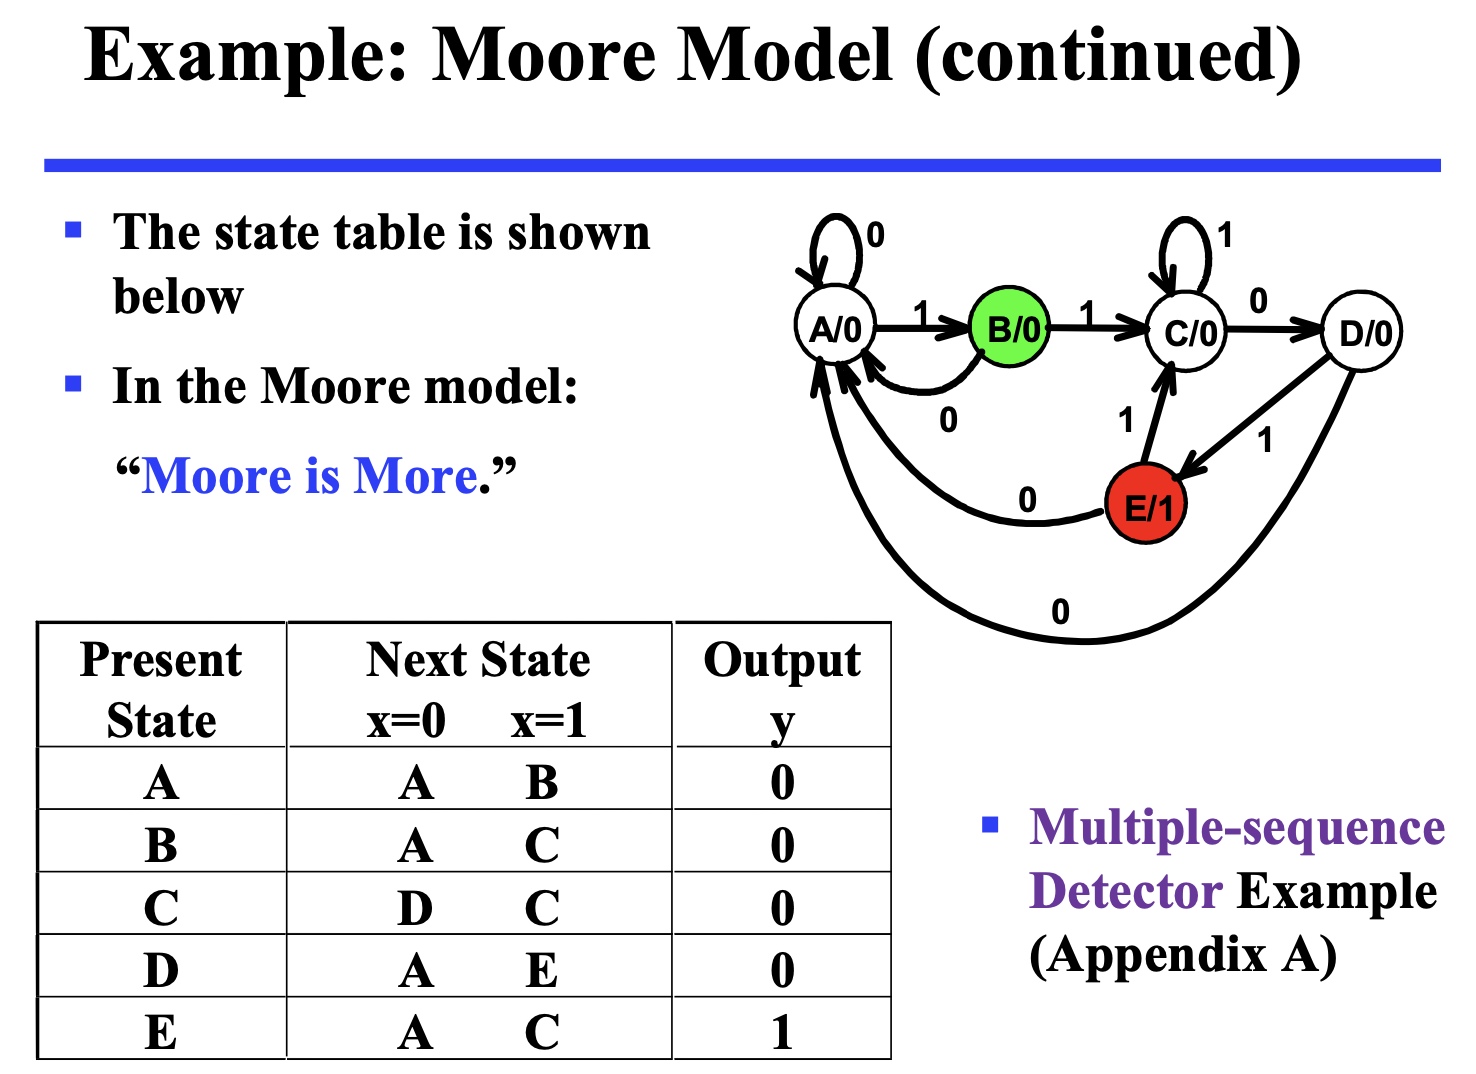 Example: Moore Model (continued)
The state table is shown
below
In the Moore model:
“Moore is More.”
0
1
A/0
1
B/0
1
C/0
0
D/0
0
1
1
0
E/1
0
Present Next State Output
State x=0 x=1 y
A A B 0
B A C 0
C D C 0
D A E 0
E A C 1
Multiple-sequence
Detector Example
(Appendix A)